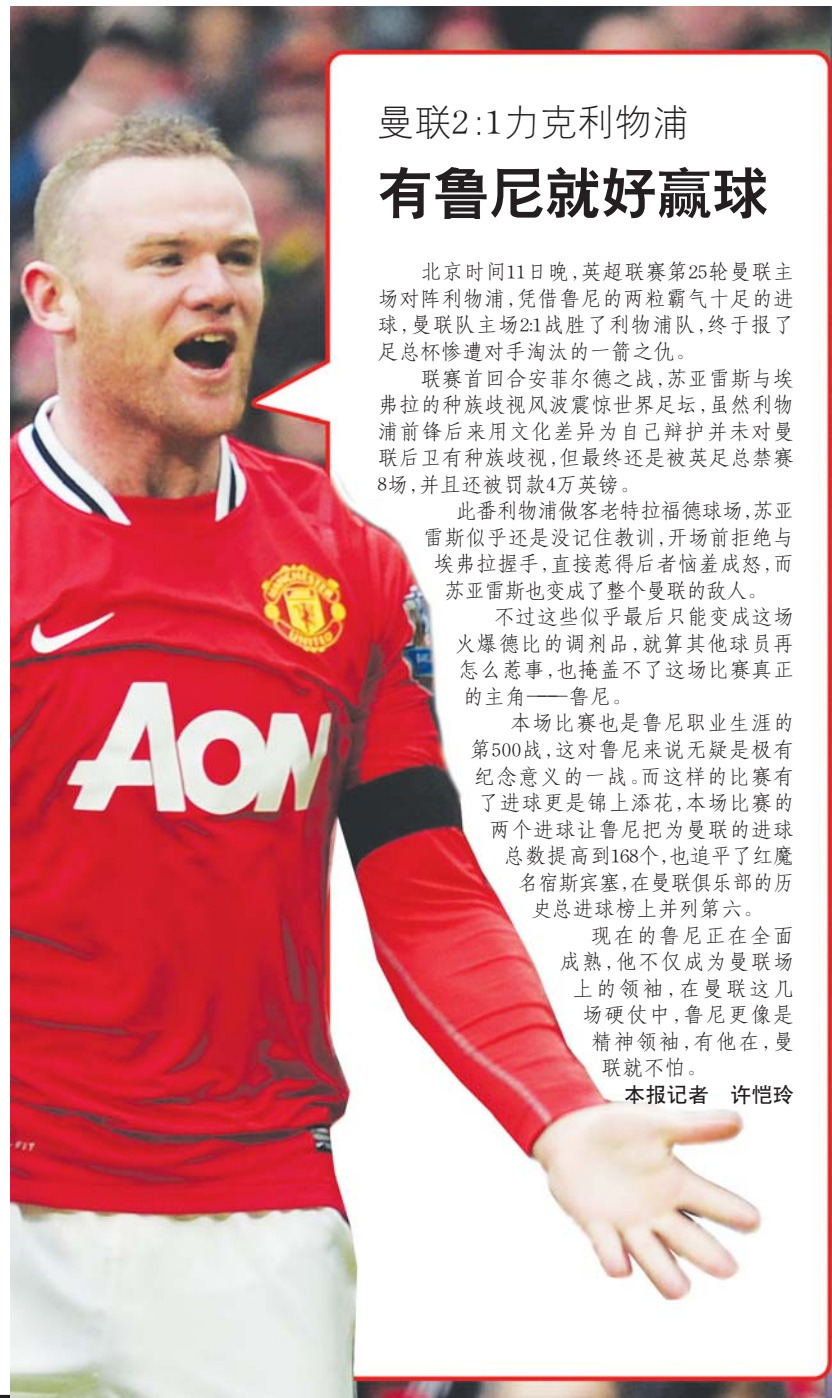 曼联2:1力克利物浦
有鲁尼就好赢球
北京时间11日晚,英超联赛第25轮曼联主
场对阵利物浦,凭借鲁尼的两粒霸气十足的进
球,曼联队主场2:1战胜了利物浦队,终于报了
足总杯惨遭对手淘汰的一箭之仇。
联赛首回合安菲尔德之战,苏亚雷斯与埃
弗拉的种族歧视风波震惊世界足坛,虽然利物
浦前锋后来用文化差异为自己辩护并未对曼
联后卫有种族歧视,但最终还是被英足总禁赛
8场,并且还被罚款4万英镑。
此番利物浦做客老特拉福德球场,苏亚
雷斯似乎还是没记住教训,开场前拒绝与
埃弗拉握手,直接惹得后者恼羞成怒,而
苏亚雷斯也变成了整个曼联的敌人。
不过这些似乎最后只能变成这场
火爆德比的调剂品,就算其他球员再
怎么惹事,也掩盖不了这场比赛真正
的主角——鲁尼。
本场比赛也是鲁尼职业生涯的
第500战,这对鲁尼来说无疑是极有
纪念意义的一战。而这样的比赛有
了进球更是锦上添花,本场比赛的
两个进球让鲁尼把为曼联的进球
总数提高到168个,也追平了红魔
名宿斯宾塞,在曼联俱乐部的历
史总进球榜上并列第六。
现在的鲁尼正在全面
成熟,他不仅成为曼联场
上的领袖,在曼联这几
场硬仗中,鲁尼更像是
精神领袖,有他在,曼
联就不怕。
本报记者 许恺玲
MANCHESTER
UNITED
AON
FIT